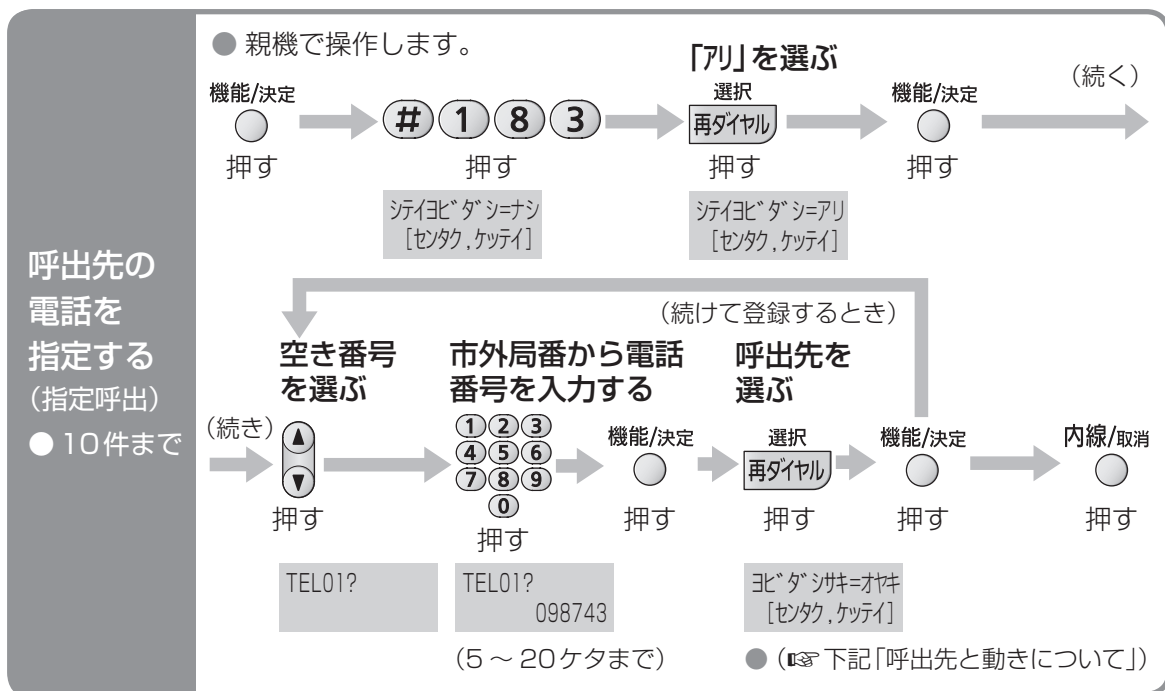 呼出先の
電話を
指定する
（指定呼出）
● 10件まで
● 親機で操作します。
機能/決定
押す
# 1 8 3
押す
ｼﾃｲﾖﾋﾞﾀﾞｼ=ﾅｼ
[ｾﾝﾀｸ,ｹｯﾃｲ]
「ｱﾘ」を選ぶ
選択
再ダイヤル
押す
ｼﾃｲﾖﾋﾞﾀﾞｼ=ｱﾘ
[ｾﾝﾀｸ,ｹｯﾃｲ]
機能/決定
押す
（続く）
（続けて登録するとき）
（続き）
空き番号
を選ぶ
▲
▼
押す
TEL01?
市外局番から電話
番号を入力する
1 2 3
4 5 6
7 8 9
0
押す
TEL01?
098743
（5～20ケタまで）
機能/決定
押す
呼出先を
選ぶ
選択
再ダイヤル
押す
ﾖﾋﾞﾀﾞｼｻｷ=ｵﾔｷ
[ｾﾝﾀｸ,ｹｯﾃｲ]
●（☞下記「呼出先と動きについて」）
機能/決定
押す
内線/取消
押す